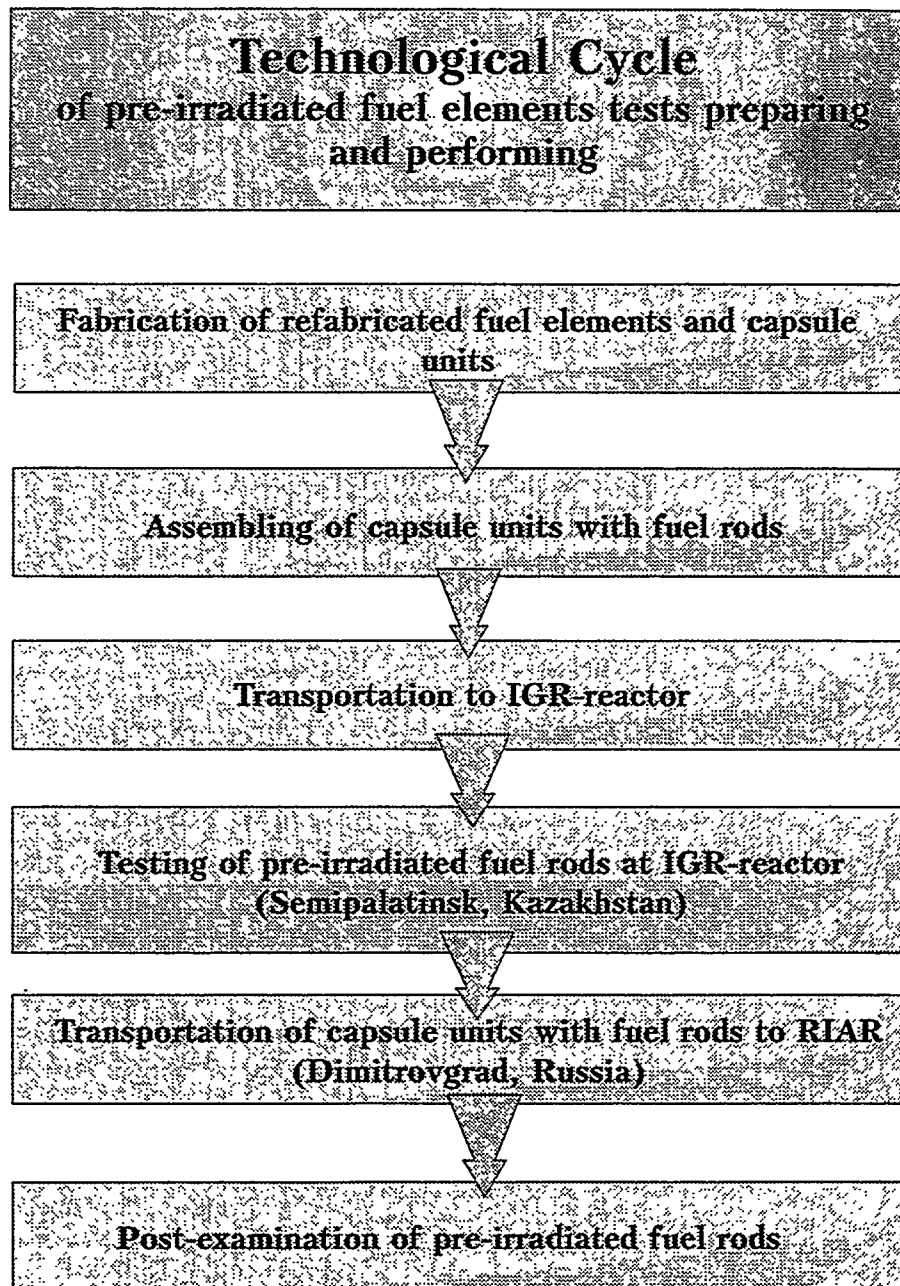 Technological Cycle
of pre-irradiated fuel elements tests preparing
and performing
Fabrication of refabricated fuel elements and capsule
units
Assembling of capsule units with fuel rods
Transportation to IGR-reactor
Testing of pre-irradiated fuel rods at IGR-reactor
(Semipalatinsk, Kazakhstan)
Transportation of capsule units with fuel rods to RIAR
(Dimitrovgrad, Russia)
Post-examination of pre-irradiated fuel rods